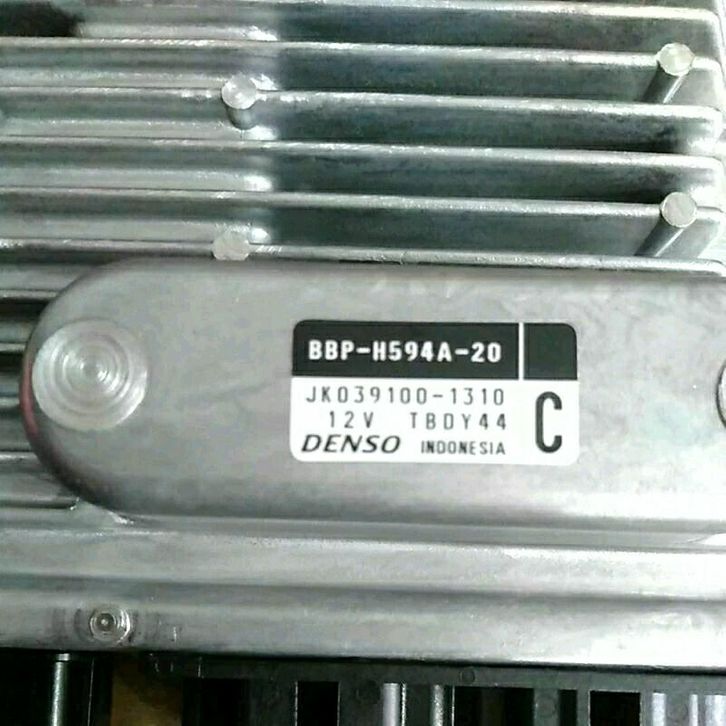 BBP-H594A-20
JK039100-1310
12V TBDY44
C
DENSO INDONESIA